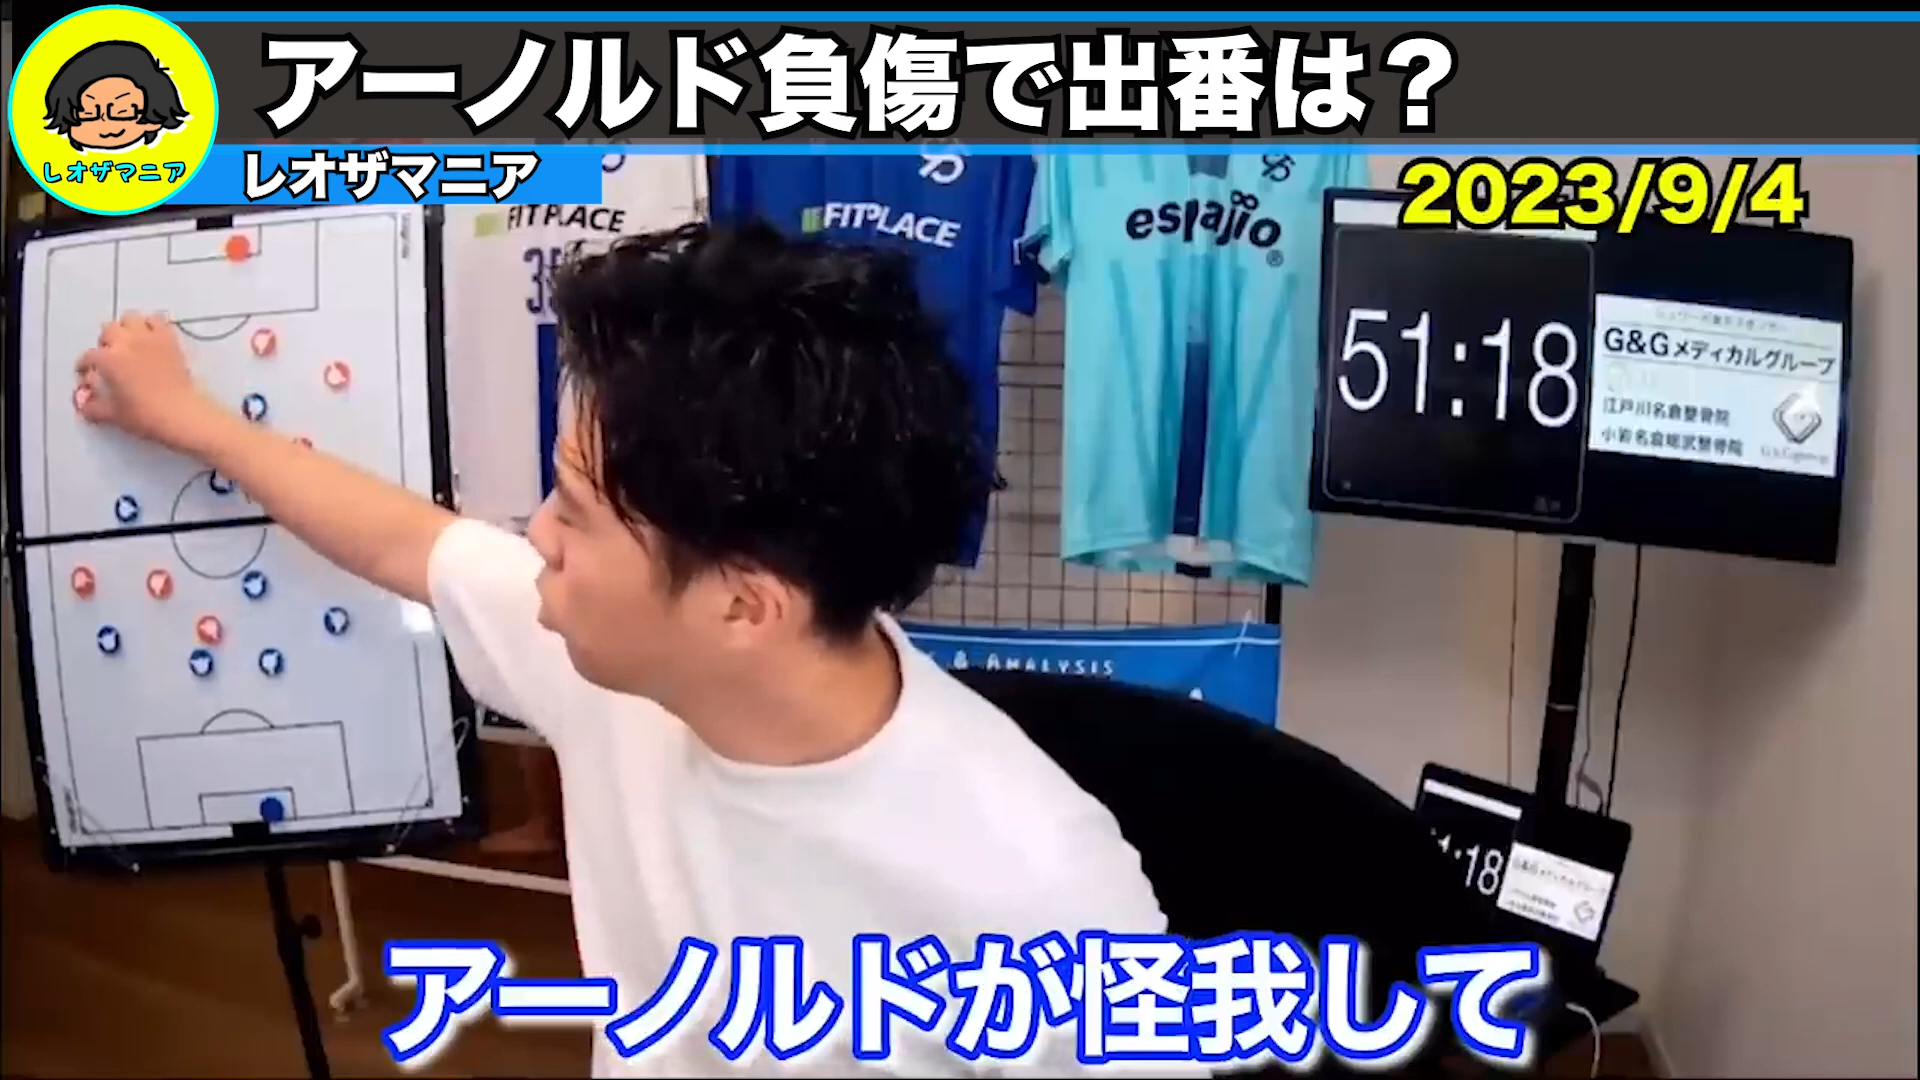 アーノルド負傷で出番は？
レオザマニア
レオザマニア
2023/9/4
FITPLACE
FITPLACE
espajio
®
51:18
G&Gメディカルグループ
江戸川名倉整骨院
小岩名倉総武整骨院
& ANALYSIS
:18
アーノルドが怪我して